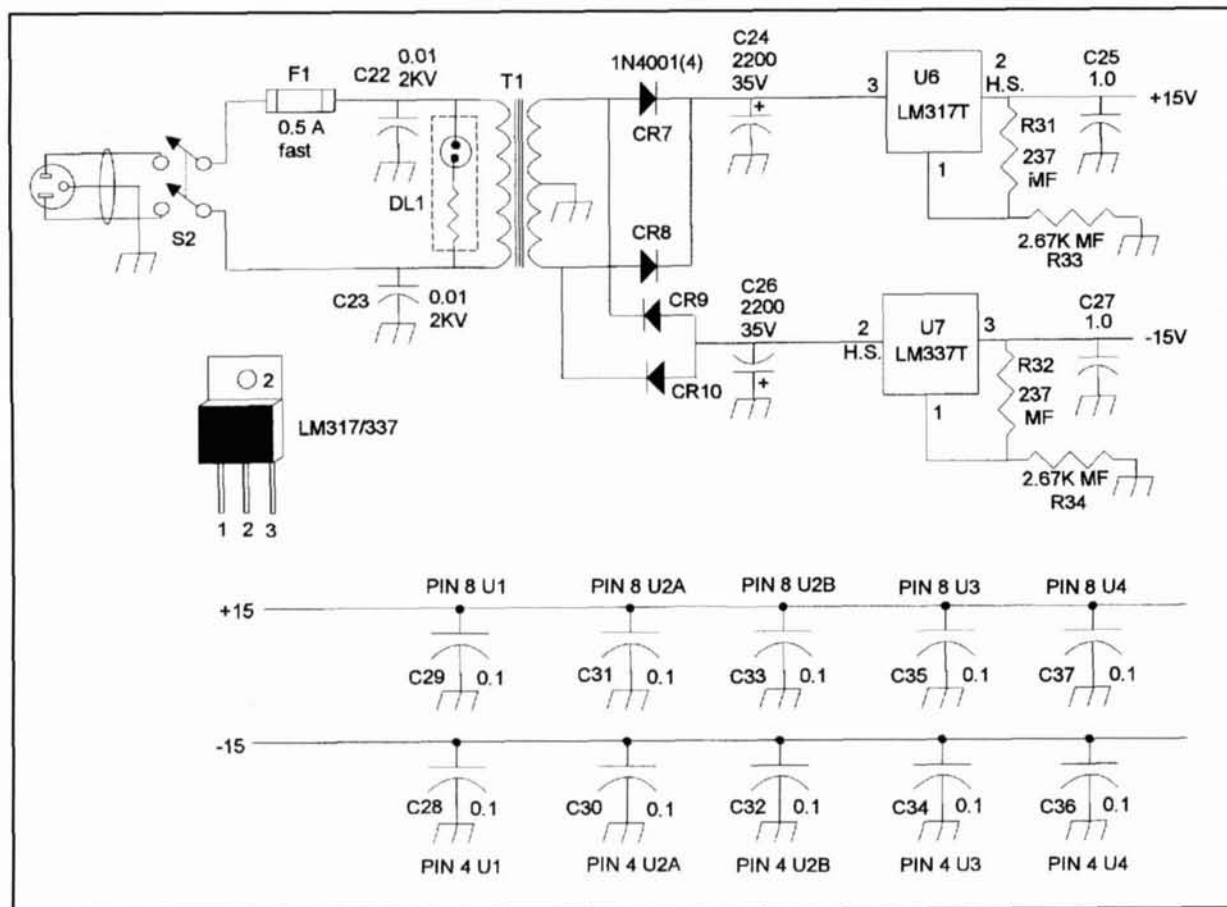 F1
0.5 A
fast
C22
0.01
2KV
T1
1N4001(4)
CR7
C24
2200
35V
+
3
U6
LM317T
2
H.S.
1
R31
237
MF
C25
1.0
+15V
2.67K MF
R33
S2
DL1
CR8
C23
0.01
2KV
CR9
CR10
C26
2200
35V
+
2
H.S.
U7
LM337T
3
1
R32
237
MF
C27
1.0
-15V
2.67K MF
R34
2
LM317/337
1 2 3
PIN 8 U1
PIN 8 U2A
PIN 8 U2B
PIN 8 U3
PIN 8 U4
+15
C29 0.1
C31 0.1
C33 0.1
C35 0.1
C37 0.1
-15
C28 0.1
C30 0.1
C32 0.1
C34 0.1
C36 0.1
PIN 4 U1
PIN 4 U2A
PIN 4 U2B
PIN 4 U3
PIN 4 U4